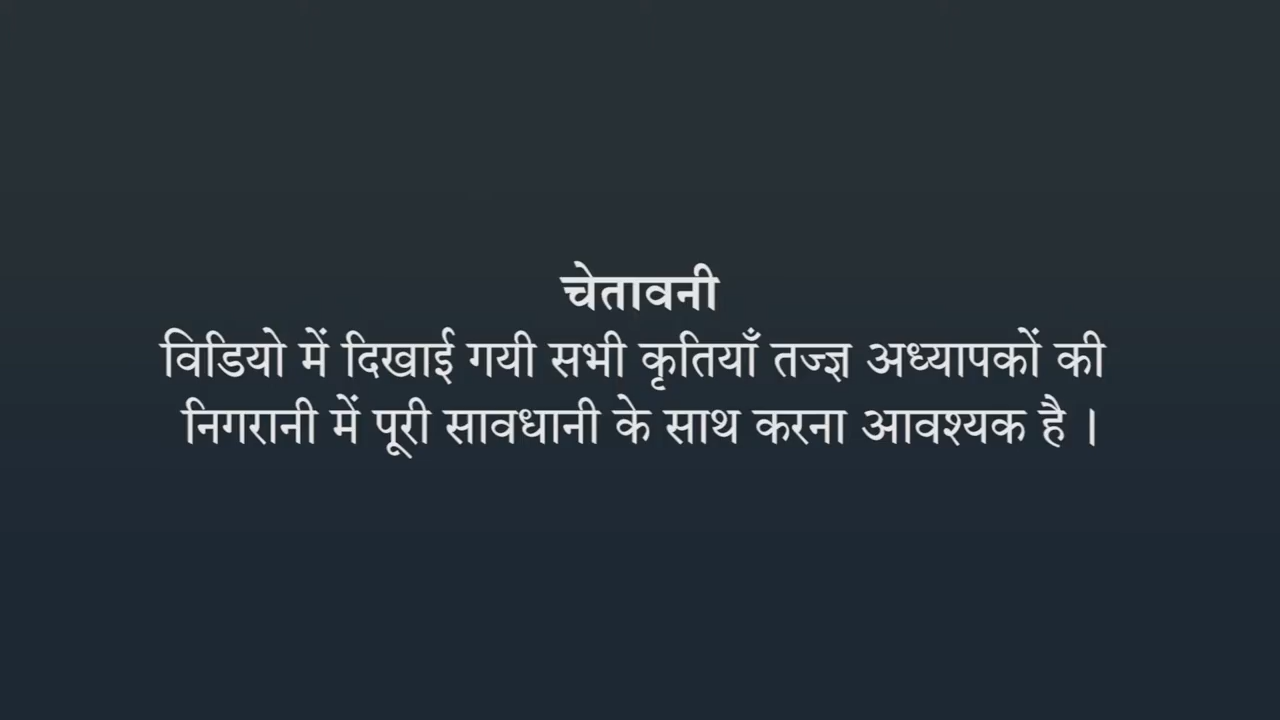 चेतावनी
विडियो में दिखाई गयी सभी कृतियाँ तज्ज्ञ अध्यापकों की
निगरानी में पूरी सावधानी के साथ करना आवश्यक है ।